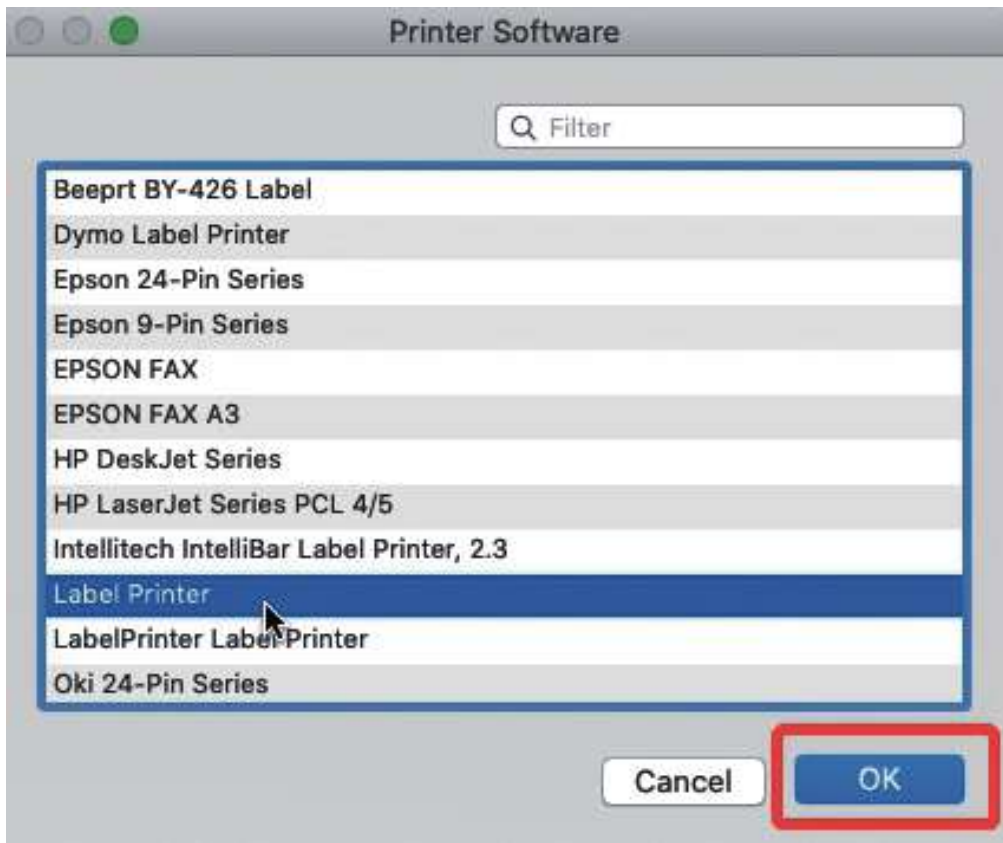 Printer Software
Filter
Beeprt BY-426 Label
Dymo Label Printer
Epson 24-Pin Series
Epson 9-Pin Series
EPSON FAX
EPSON FAX A3
HP DeskJet Series
HP LaserJet Series PCL 4/5
Intellitech IntelliBar Label Printer, 2.3
Label Printer
LabelPrinter Label Printer
Oki 24-Pin Series
Cancel OK